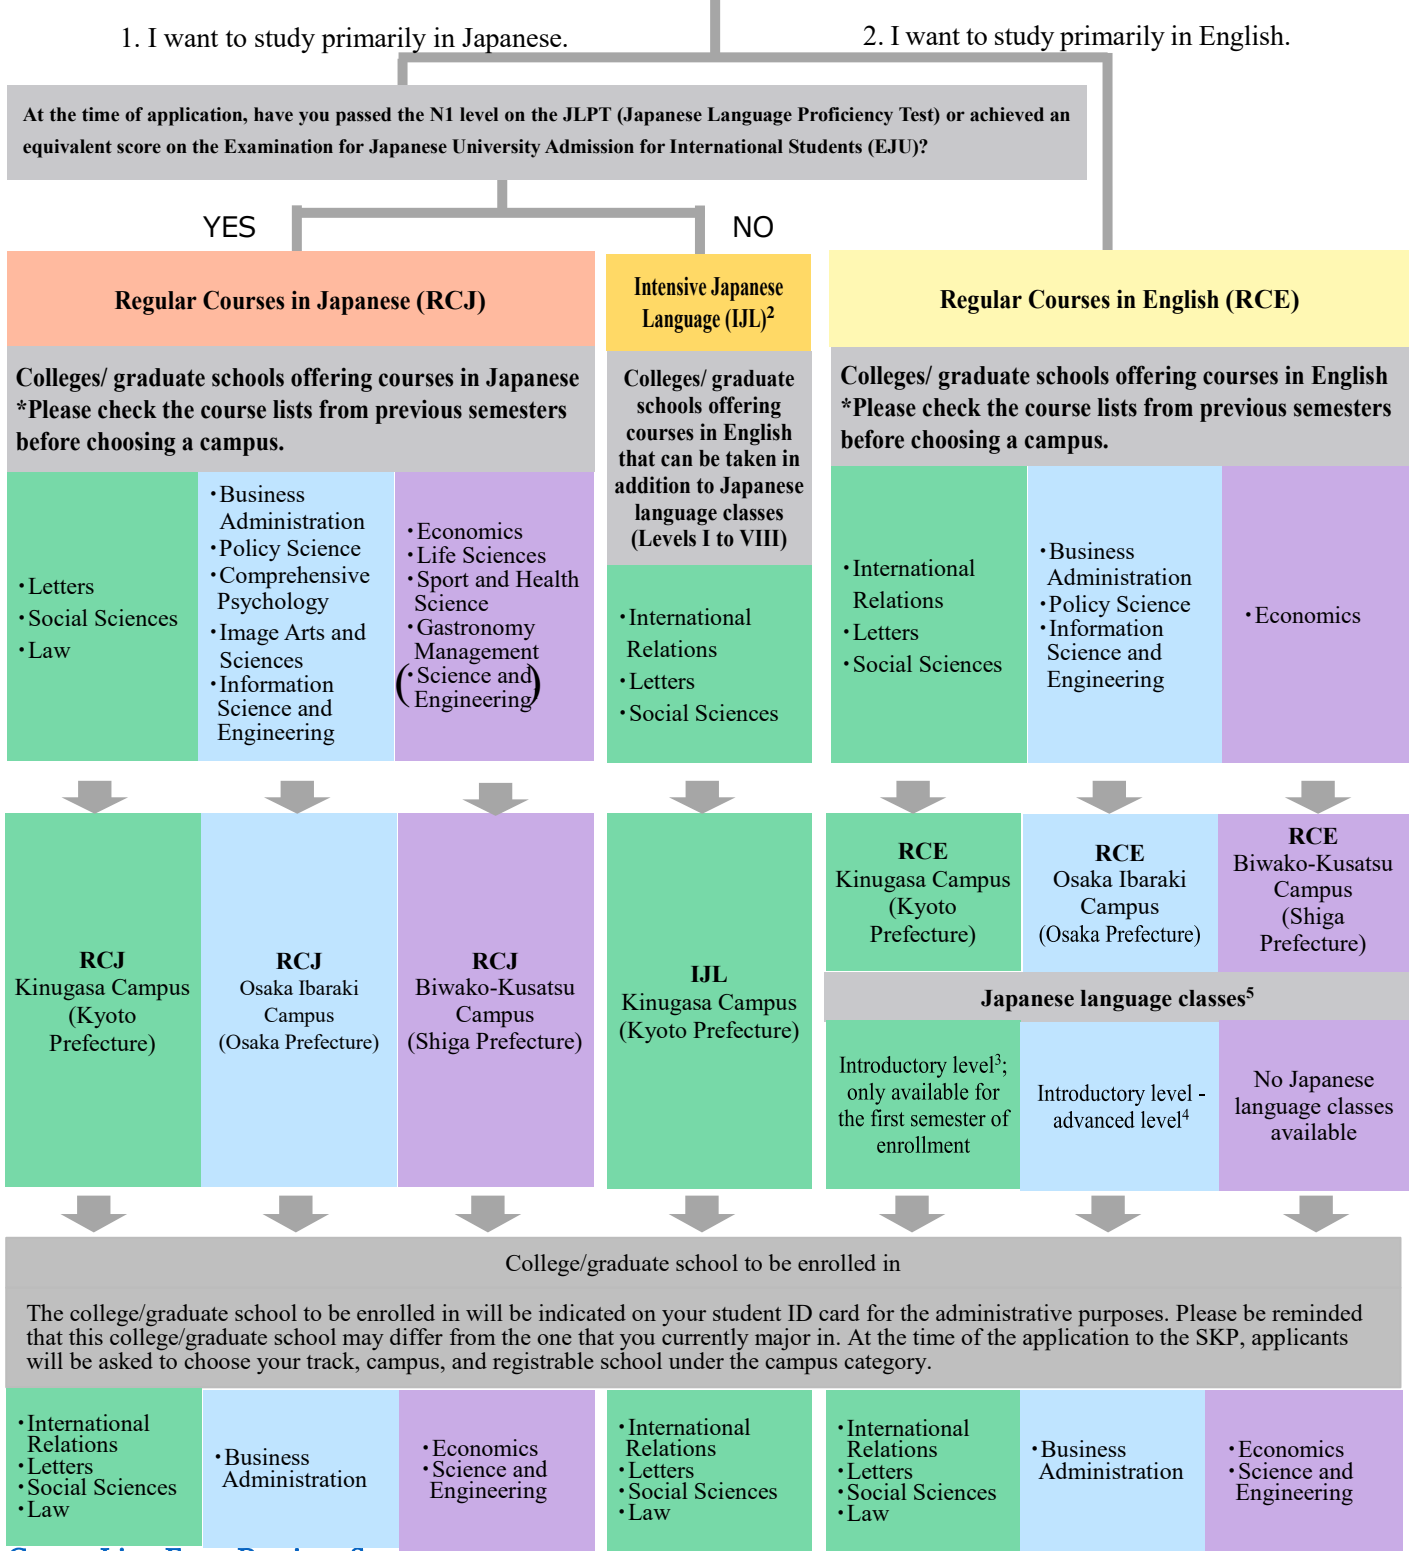 1. I want to study primarily in Japanese.
2. I want to study primarily in English.
At the time of application, have you passed the N1 level on the JLPT (Japanese Language Proficiency Test) or achieved an
equivalent score on the Examination for Japanese University Admission for International Students (EJU)?
YES
NO
Regular Courses in Japanese (RCJ)
Colleges/ graduate schools offering courses in Japanese
*Please check the course lists from previous semesters
before choosing a campus.
・Letters
・Social Sciences
・Law
・Business
Administration
・Policy Science
・Comprehensive
Psychology
・Image Arts and
Sciences
・Information
Science and
Engineering
・Economics
・Life Sciences
・Sport and Health
Science
・Gastronomy
Management
(・Science and
Engineering)
Intensive Japanese
Language (IJL)2
Colleges/ graduate
schools offering
courses in English
that can be taken in
addition to Japanese
language classes
(Levels I to VIII)
・International
Relations
・Letters
・Social Sciences
Regular Courses in English (RCE)
Colleges/ graduate schools offering courses in English
*Please check the course lists from previous semesters
before choosing a campus.
・International
Relations
・Letters
・Social Sciences
・Business
Administration
・Policy Science
・Information
Science and
Engineering
・Economics
RCJ
Kinugasa Campus
(Kyoto
Prefecture)
RCJ
Osaka Ibaraki
Campus
(Osaka Prefecture)
RCJ
Biwako-Kusatsu
Campus
(Shiga Prefecture)
IJL
Kinugasa Campus
(Kyoto Prefecture)
RCE
Kinugasa Campus
(Kyoto
Prefecture)
RCE
Osaka Ibaraki
Campus
(Osaka Prefecture)
RCE
Biwako-Kusatsu
Campus
(Shiga
Prefecture)
Japanese language classes5
Introductory level3;
only available for
the first semester of
enrollment
Introductory level -
advanced level4
No Japanese
language classes
available
College/graduate school to be enrolled in
The college/graduate school to be enrolled in will be indicated on your student ID card for the administrative purposes. Please be reminded
that this college/graduate school may differ from the one that you currently major in. At the time of the application to the SKP, applicants
will be asked to choose your track, campus, and registrable school under the campus category.
・International
Relations
・Letters
・Social Sciences
・Law
・Business
Administration
・Economics
・Science and
Engineering
・International
Relations
・Letters
・Social Sciences
・Law
・International
Relations
・Letters
・Social Sciences
・Law
・Business
Administration
・Economics
・Science and
Engineering